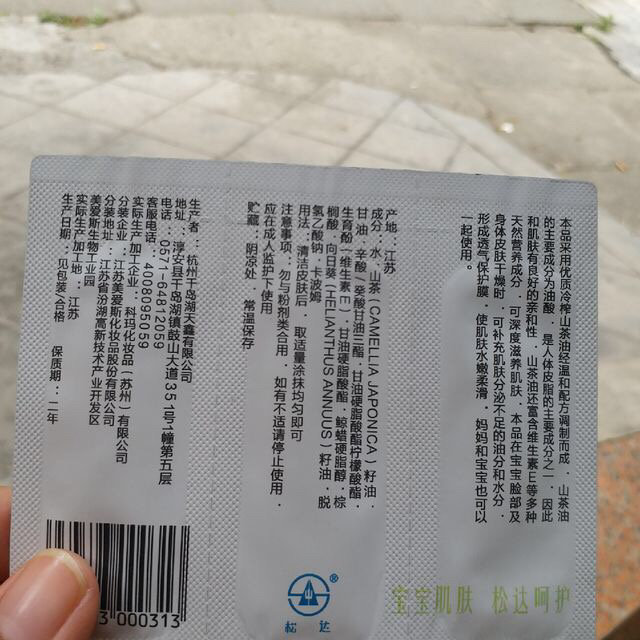 本品采用优质冷榨山茶油经温和配方调制而成，山茶油
的主要成分为油酸，是人体皮脂的主要成分之一，因此
和肌肤有良好的亲和性，山茶油还富含维生素E等多种
天然营养成分，可深度滋养肌肤，本品在宝宝脸部及
身体皮肤干燥时，可补充肌肤分泌不足的油分和水分，
形成透气保护膜，使肌肤水嫩柔滑，妈妈和宝宝也可以
一起使用。
产地：江苏
成分：水、山茶(CAMELLIA JAPONICA)籽油、
甘油、辛酸/癸酸甘油三酯、甘油硬脂酸酯柠檬酸酯、
生育酚(维生素E)、甘油硬脂酸酯、鲸蜡硬脂醇、棕
榈酸、向日葵(HELIANTHUS ANNUUS)籽油、脱
氢乙酸钠、卡波姆
用法：清洁皮肤后，取适量涂抹均匀即可
注意事项：勿与粉剂类合用，如有不适请停止使用，
应在成人监护下使用
贮藏：阴凉处，常温保存
生产者：杭州千岛湖天鑫有限公司
地址：淳安县千岛湖镇鼓山大道351号1幢第五层
电话：0571-64812059
客服电话：4008095059
实际生产加工企业：科玛化妆品(苏州)有限公司
分装企业：江苏美爱斯化妆品股份有限公司
分装地址：江苏省汾湖高新技术产业开发区
美爱斯生物工业园
实际生产加工地：江苏
生产日期：见包装/合格 保质期：二年
3 000313
®
松达
宝宝肌肤 松达呵护